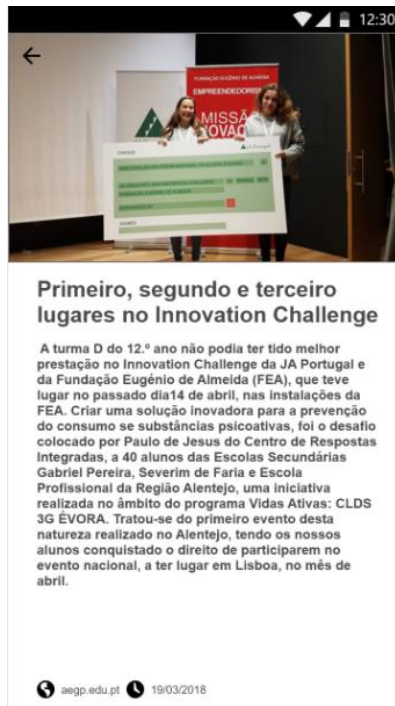 12:30
FUNDAÇÃO EUGÉNIO DE ALMEIDA
EMPREENDEDORISM
MISSÃ
JA Portugal
Primeiro, segundo e terceiro
lugares no Innovation Challenge
A turma D do 12.º ano não podia ter tido melhor
prestação no Innovation Challenge da JA Portugal e
da Fundação Eugénio de Almeida (FEA), que teve
lugar no passado dia14 de abril, nas instalações da
FEA. Criar uma solução inovadora para a prevenção
do consumo se substâncias psicoativas, foi o desafio
colocado por Paulo de Jesus do Centro de Respostas
Integradas, a 40 alunos das Escolas Secundárias
Gabriel Pereira, Severim de Faria e Escola
Profissional da Região Alentejo, uma iniciativa
realizada no âmbito do programa Vidas Ativas: CLDS
3G ÉVORA. Tratou-se do primeiro evento desta
natureza realizado no Alentejo, tendo os nossos
alunos conquistado o direito de participarem no
evento nacional, a ter lugar em Lisboa, no mês de
abril.
aegp.edu.pt 19/03/2018